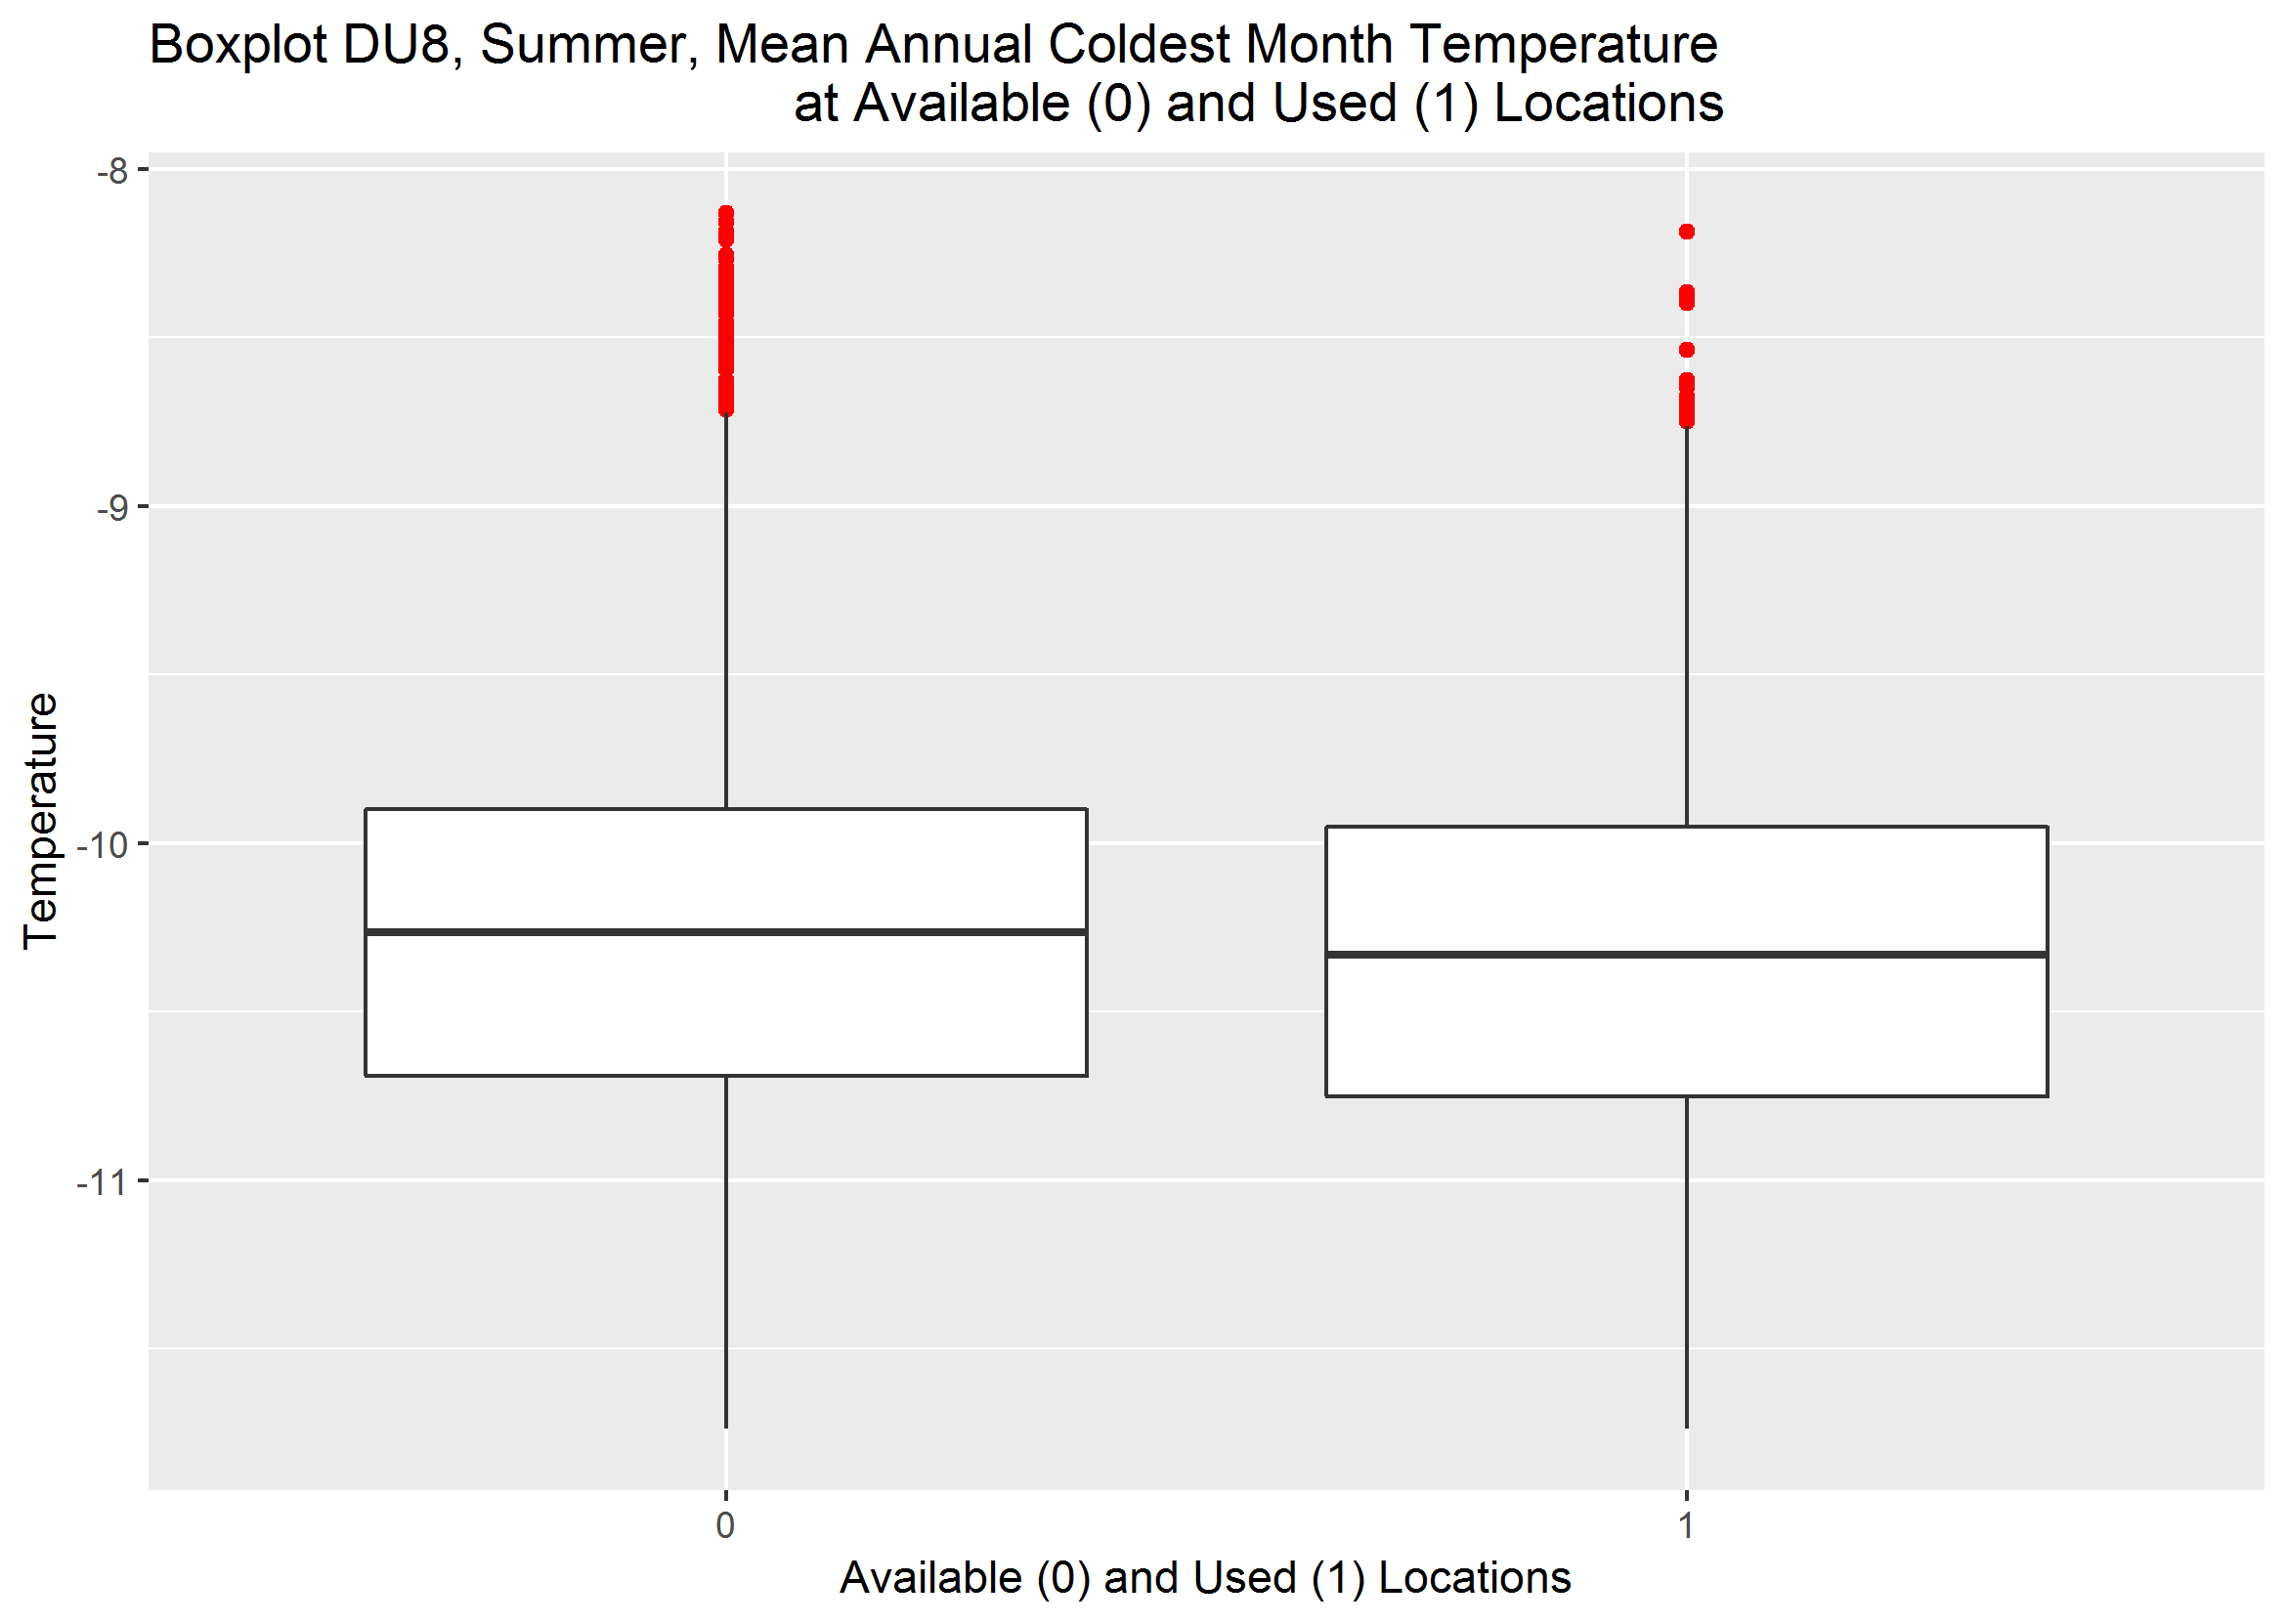 Boxplot DU8, Summer, Mean Annual Coldest Month Temperature
at Available (0) and Used (1) Locations
-8
-9
-10
-11
Temperature
0
1
Available (0) and Used (1) Locations